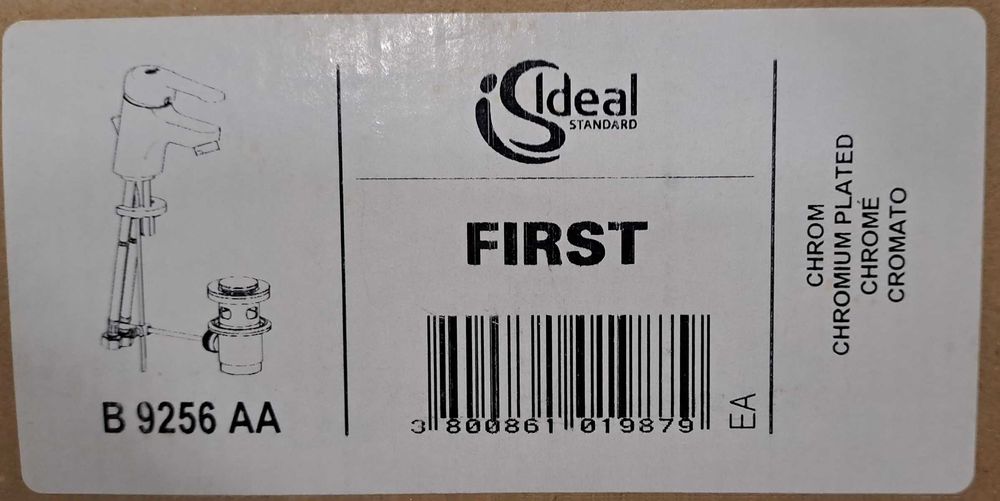 Ideal
STANDARD
FIRST
B 9256 AA
3 800861 019879
EA
CHROM
CHROMIUM PLATED
CHROMÉ
CROMATO